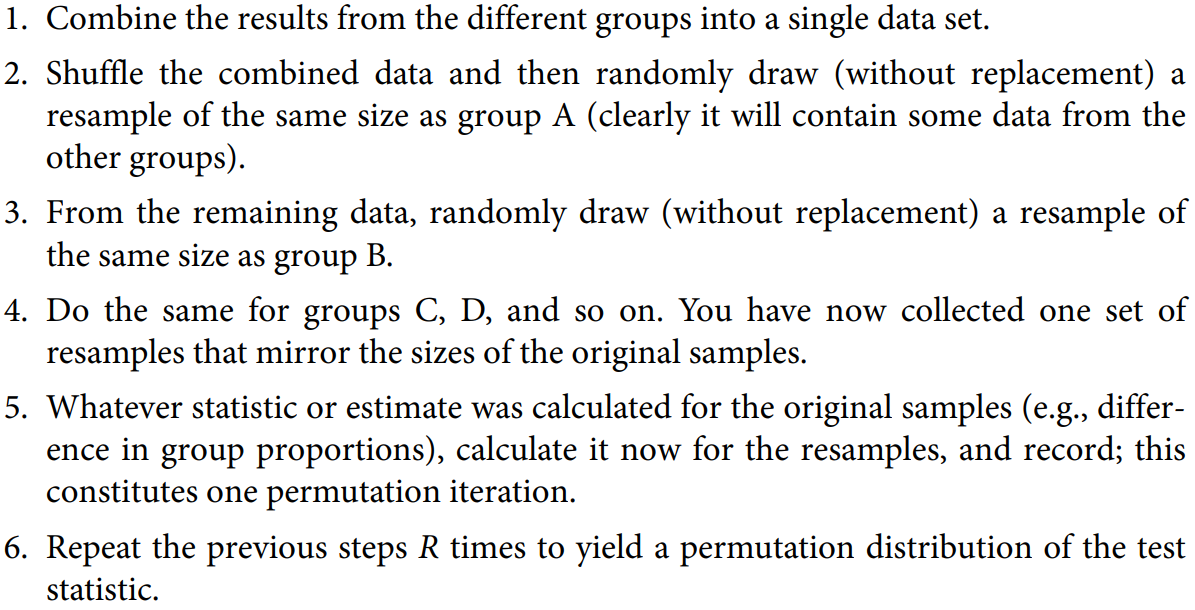 1. Combine the results from the different groups into a single data set.
2. Shuffle the combined data and then randomly draw (without replacement) a
resample of the same size as group A (clearly it will contain some data from the
other groups).
3. From the remaining data, randomly draw (without replacement) a resample of
the same size as group B.
4. Do the same for groups C, D, and so on. You have now collected one set of
resamples that mirror the sizes of the original samples.
5. Whatever statistic or estimate was calculated for the original samples (e.g., differ-
ence in group proportions), calculate it now for the resamples, and record; this
constitutes one permutation iteration.
6. Repeat the previous steps R times to yield a permutation distribution of the test
statistic.